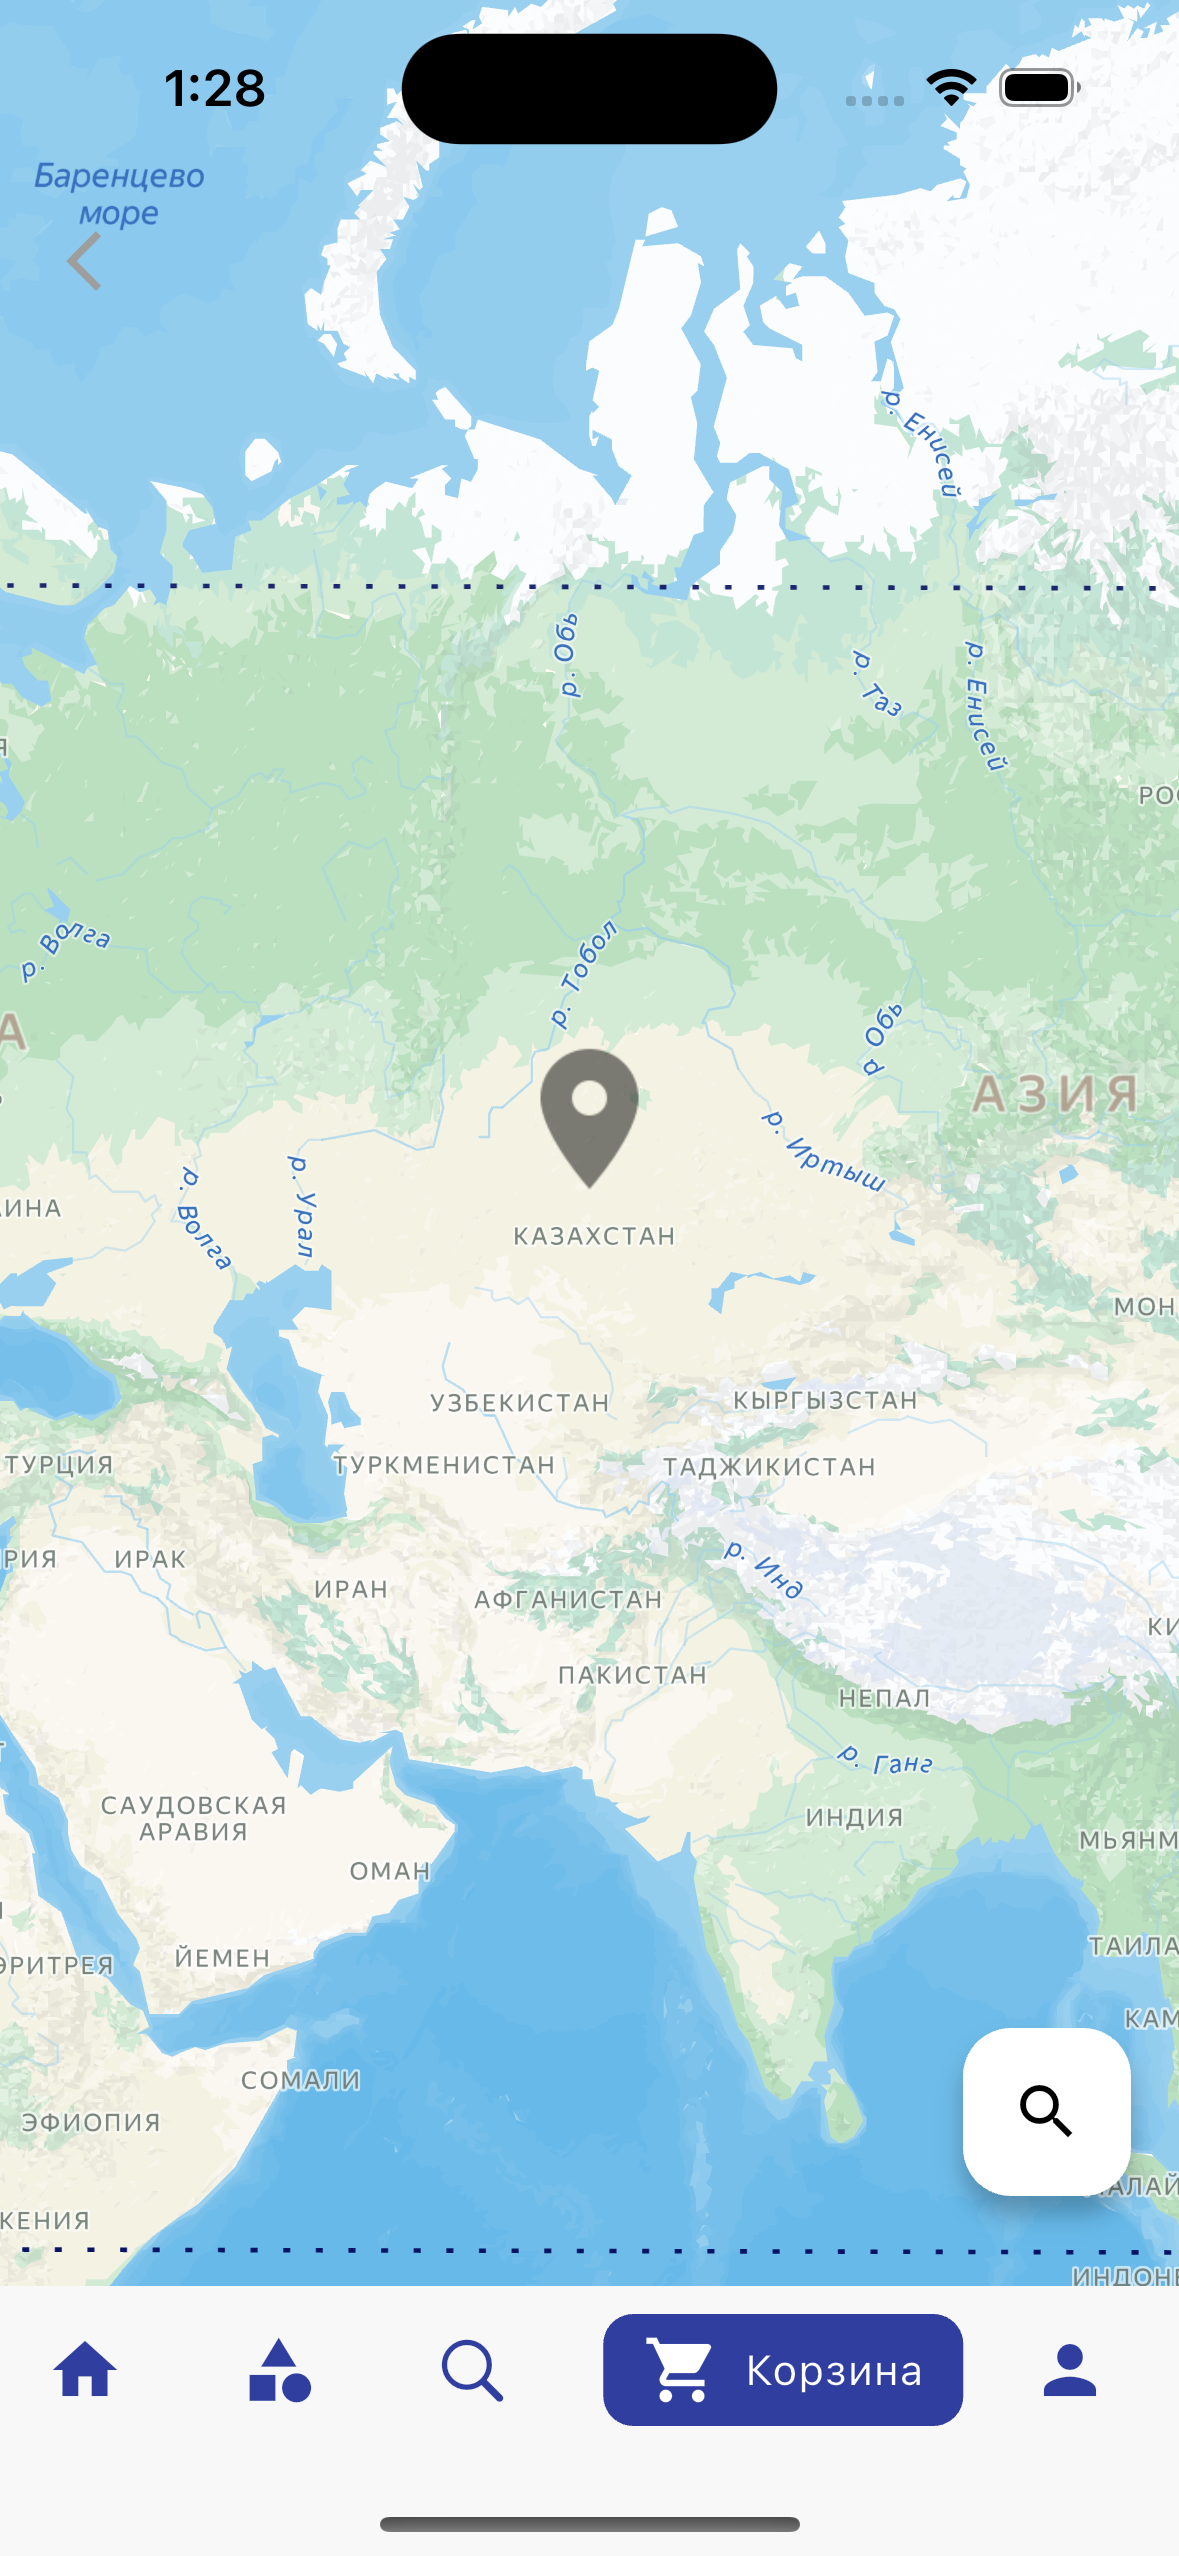 1:28
Баренцево
море
р. Енисей
р. Обь
р. Таз
р. Енисей
р. Волга
р. Тобол
р. Обь
АЗИЯ
р. Иртыш
р. Волга
р. Урал
КАЗАХСТАН
МОН
УЗБЕКИСТАН
КЫРГЫЗСТАН
ТУРЦИЯ
ТУРКМЕНИСТАН
ТАДЖИКИСТАН
РИЯ
ИРАК
р. Инд
ИРАН
АФГАНИСТАН
КИ
ПАКИСТАН
НЕПАЛ
р. Ганг
САУДОВСКАЯ
АРАВИЯ
ИНДИЯ
МЬЯНМ
ОМАН
ЙЕМЕН
ЭРИТРЕЯ
ТАИЛА
КАМ
СОМАЛИ
ЭФИОПИЯ
АЛАЙ
КЕНИЯ
ИНДОНЕ
Корзина